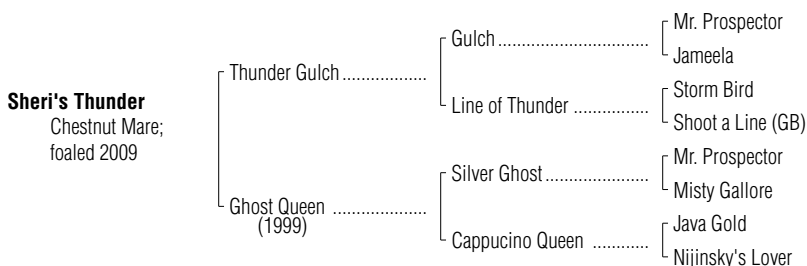 Sheri's Thunder
Chestnut Mare;
foaled 2009
Thunder Gulch
Ghost Queen
(1999)
Gulch
Line of Thunder
Silver Ghost
Cappucino Queen
Mr. Prospector
Jameela
Storm Bird
Shoot a Line (GB)
Mr. Prospector
Misty Gallore
Java Gold
Nijinsky's Lover